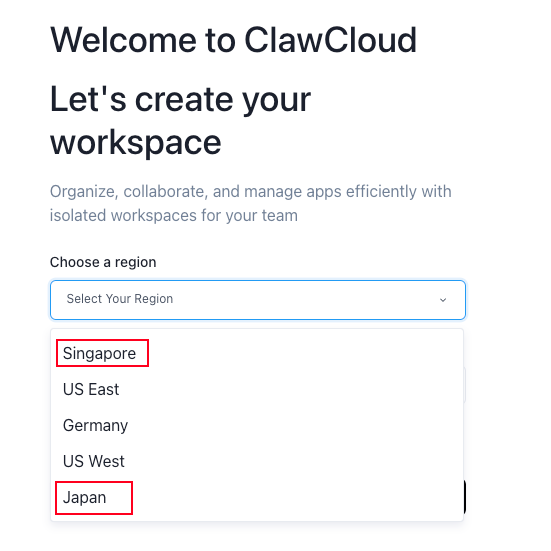 Welcome to ClawCloud
Let's create your
workspace
Organize, collaborate, and manage apps efficiently with
isolated workspaces for your team
Choose a region
Select Your Region
Singapore
US East
Germany
US West
Japan